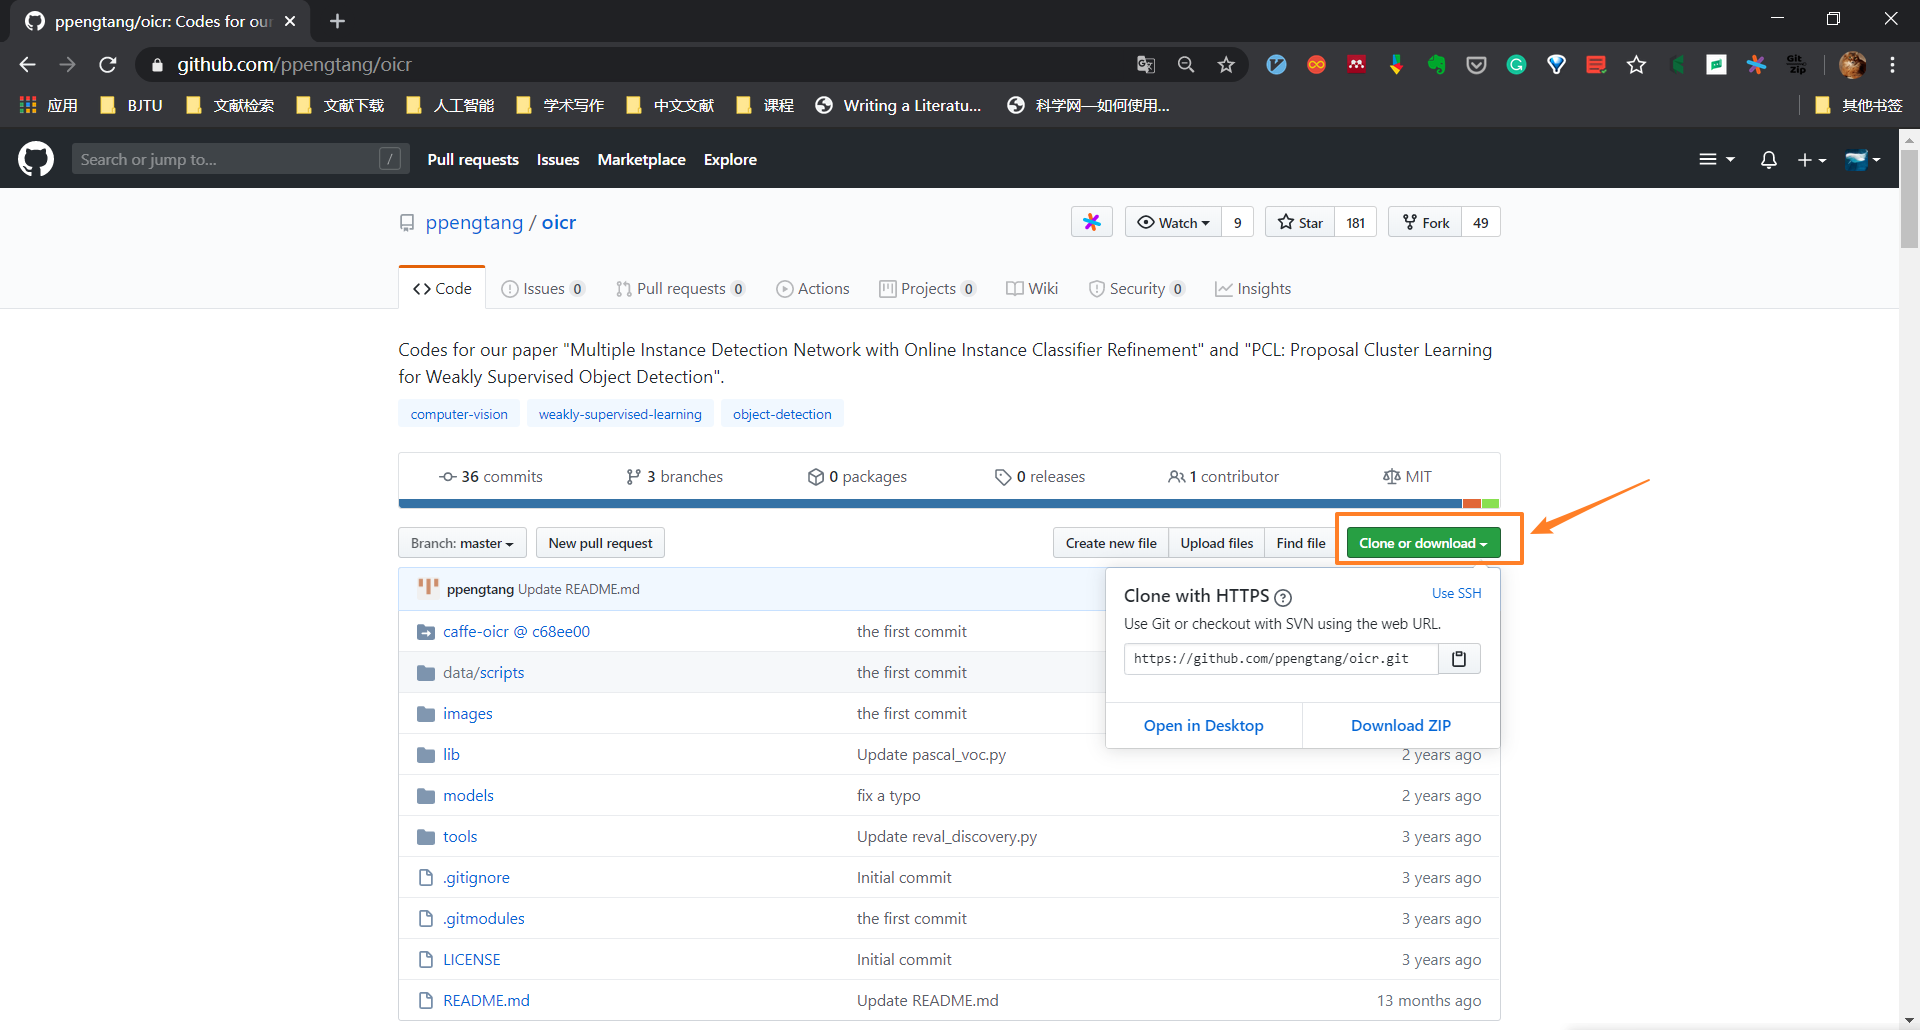 ppengtang/oicr: Codes for our
github.com/ppengtang/oicr
Git Zip
应用 BJTU 文献检索 文献下载 人工智能 学术写作 中文文献 课程 Writing a Literatu... 科学网—如何使用... 其他书签
Search or jump to... / Pull requests Issues Marketplace Explore
ppengtang / oicr
Watch 9 Star 181 Fork 49
Code Issues 0 Pull requests 0 Actions Projects 0 Wiki Security 0 Insights
Codes for our paper "Multiple Instance Detection Network with Online Instance Classifier Refinement" and "PCL: Proposal Cluster Learning
for Weakly Supervised Object Detection".
computer-vision weakly-supervised-learning object-detection
36 commits 3 branches 0 packages 0 releases 1 contributor MIT
Branch: master New pull request Create new file Upload files Find file Clone or download
ppengtang Update README.md
Clone with HTTPS ? Use SSH
Use Git or checkout with SVN using the web URL.
https://github.com/ppengtang/oicr.git
Open in Desktop Download ZIP
caffe-oicr @ c68ee00 the first commit
data/scripts the first commit
images the first commit
lib Update pascal_voc.py 2 years ago
models fix a typo 2 years ago
tools Update reval_discovery.py 3 years ago
.gitignore Initial commit 3 years ago
.gitmodules the first commit 3 years ago
LICENSE Initial commit 3 years ago
README.md Update README.md 13 months ago